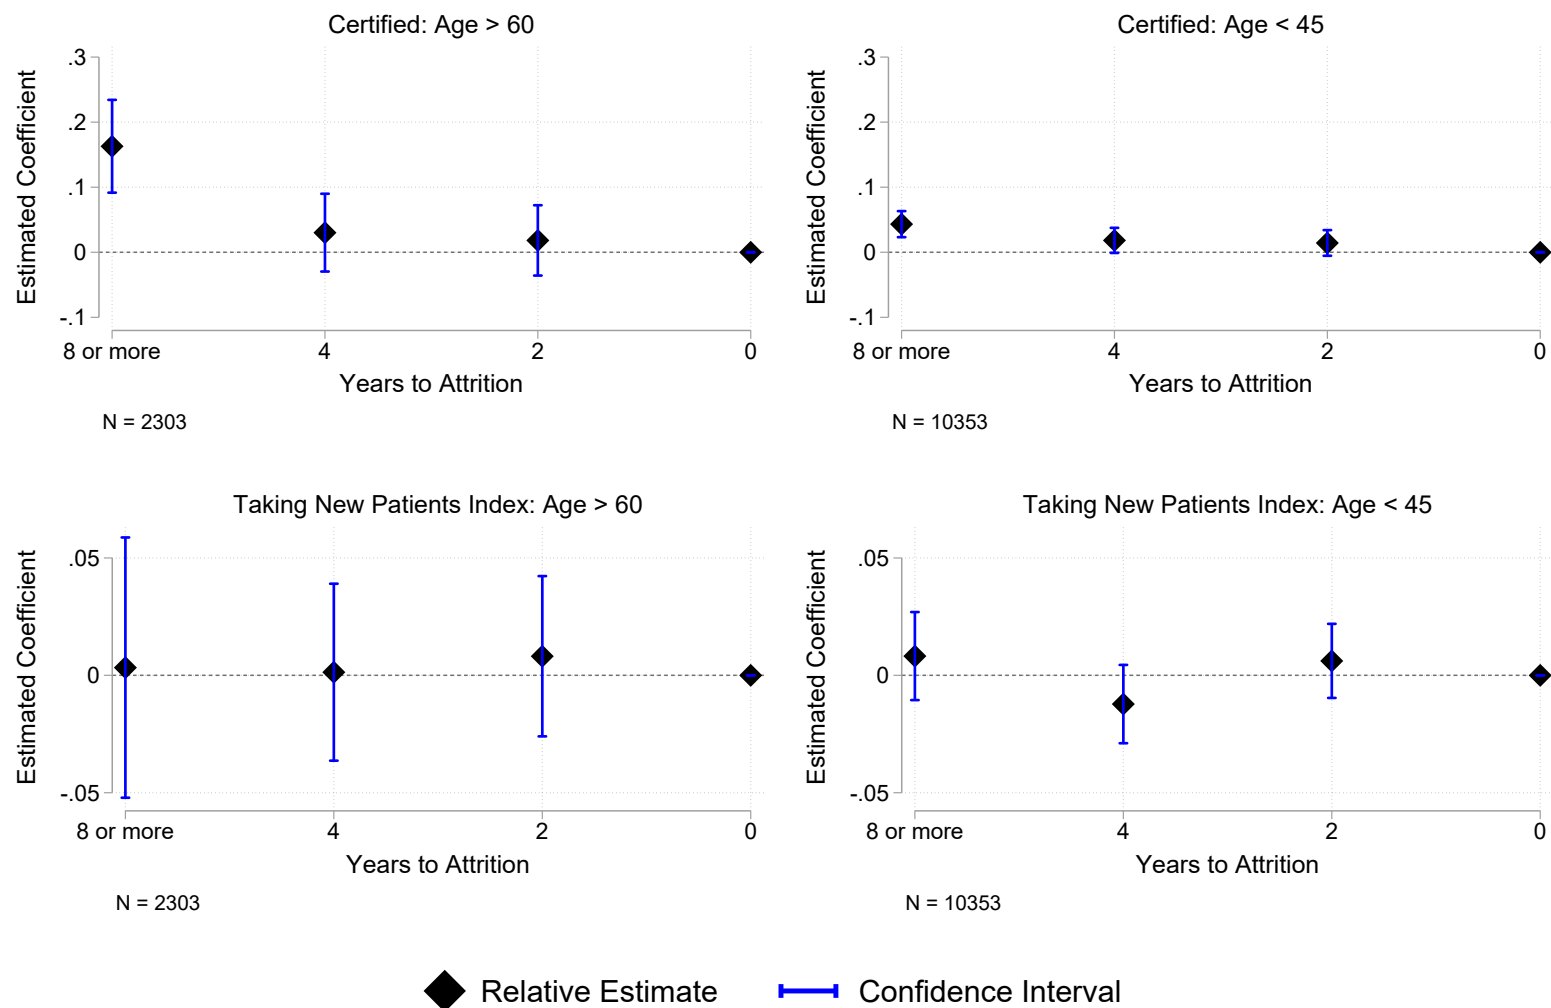 Certified: Age > 60
Estimated Coefficient
.3
.2
.1
0
-.1
8 or more 4 2 0
Years to Attrition
N = 2303
Certified: Age < 45
Estimated Coefficient
.3
.2
.1
0
-.1
8 or more 4 2 0
Years to Attrition
N = 10353
Taking New Patients Index: Age > 60
Estimated Coefficient
.05
0
-.05
8 or more 4 2 0
Years to Attrition
N = 2303
Taking New Patients Index: Age < 45
Estimated Coefficient
.05
0
-.05
8 or more 4 2 0
Years to Attrition
N = 10353
Relative Estimate Confidence Interval